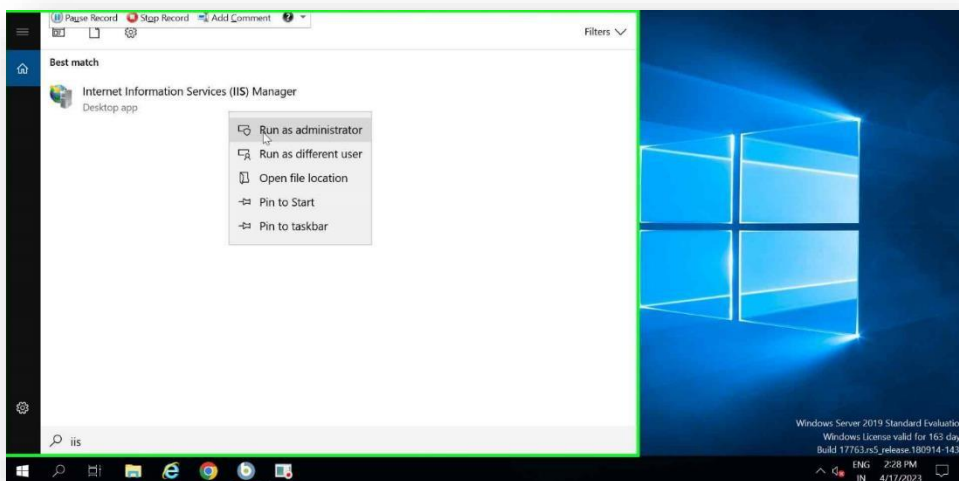 Pause Record Stop Record Add Comment
Filters
Best match
Internet Information Services (IIS) Manager
Desktop app
Run as administrator
Run as different user
Open file location
Pin to Start
Pin to taskbar
iis
Windows Server 2019 Standard Evaluatio
Windows License valid for 163 day
Build 17763.rs5_release.180914-143
ENG 2:28 PM
IN 4/17/2023